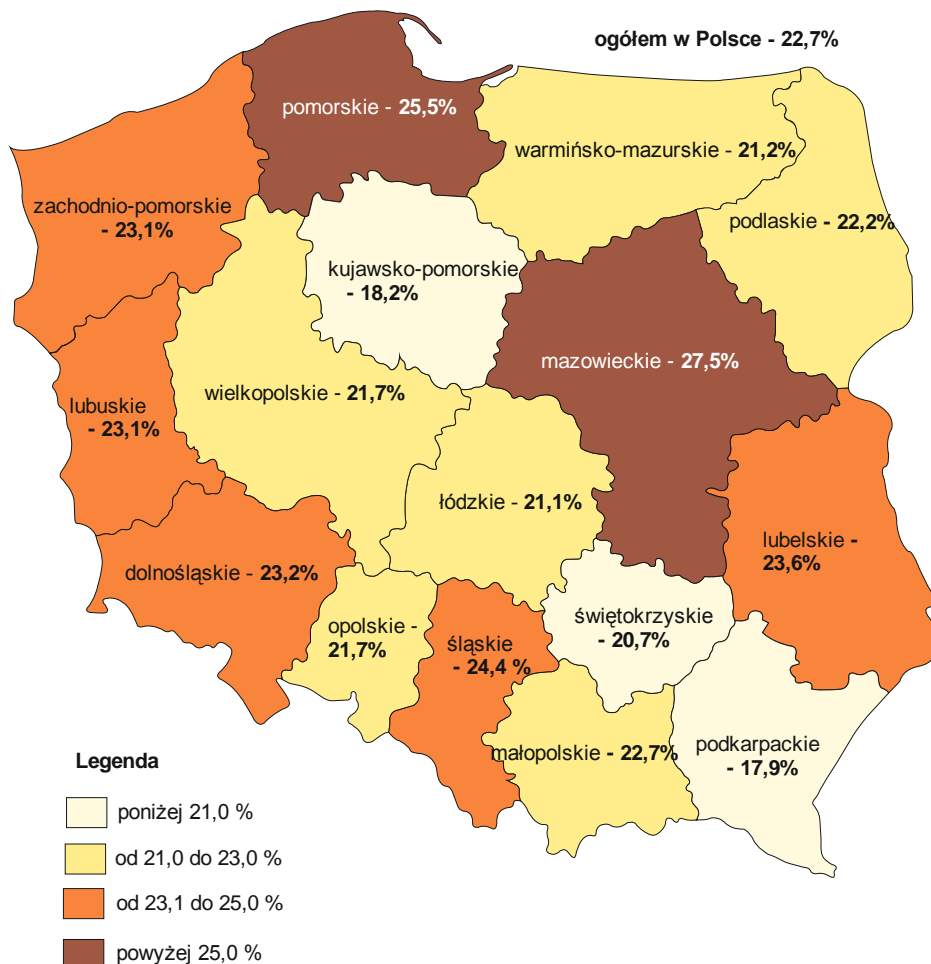 ogółem w Polsce - 22,7%
pomorskie - 25,5%
warmińsko-mazurskie - 21,2%
zachodnio-pomorskie
- 23,1%
podlaskie - 22,2%
kujawsko-pomorskie
- 18,2%
mazowieckie - 27,5%
wielkopolskie - 21,7%
lubuskie
- 23,1%
łódzkie - 21,1%
lubelskie -
23,6%
dolnośląskie - 23,2%
świętokrzyskie
- 20,7%
opolskie -
21,7%
śląskie
- 24,4 %
małopolskie - 22,7%
podkarpackie
- 17,9%
Legenda
poniżej 21,0 %
od 21,0 do 23,0 %
od 23,1 do 25,0 %
powyżej 25,0 %